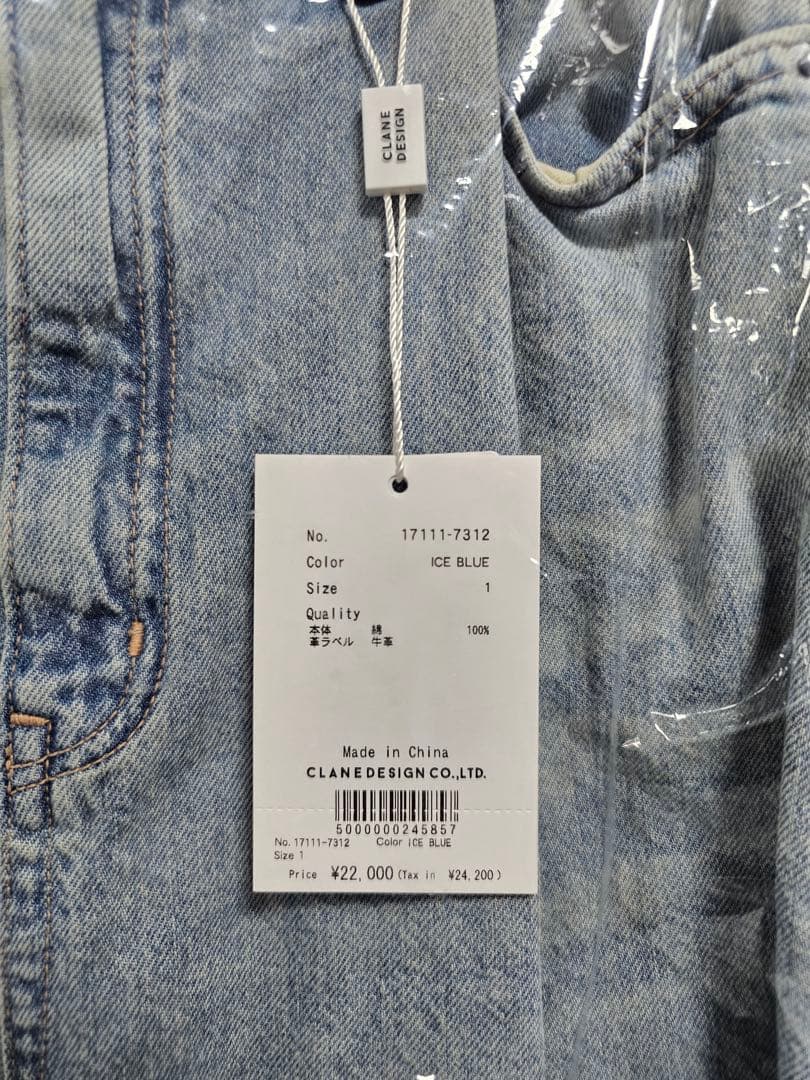 CLANE
DESIGN
No. 17111-7312
Color ICE BLUE
Size 1
Quality
本体 綿 100%
革ラベル 牛革
Made in China
CLANEDESIGN CO.,LTD.
5000000245857
No. 17111-7312 Color ICE BLUE
Size 1
Price ¥22,000 (Tax in ¥24,200)